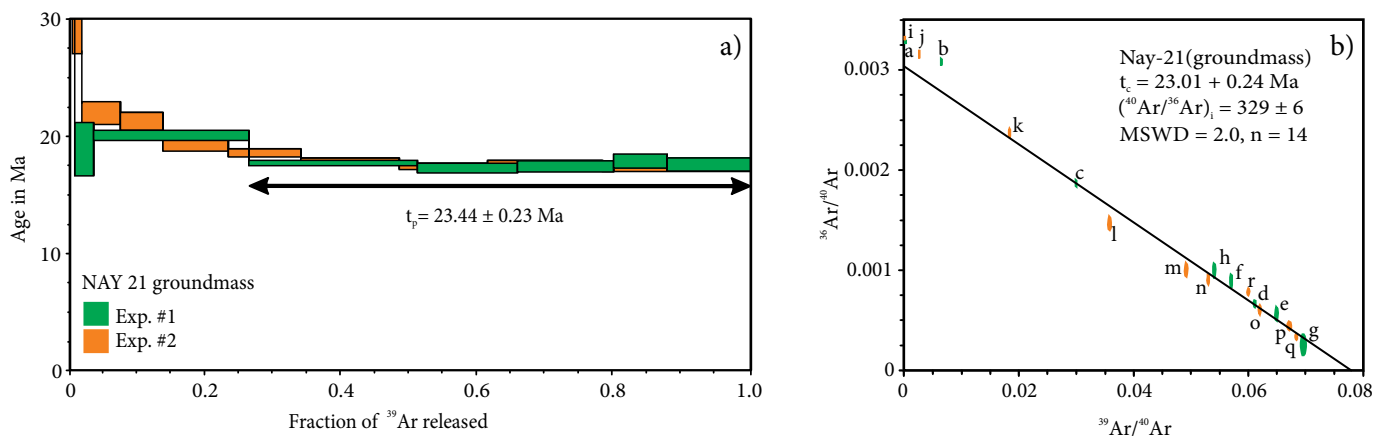 30
20
10
0
0
0.2
0.4
0.6
0.8
1.0
Age in Ma
Fraction of ³⁹Ar released
a)
tₚ= 23.44 ± 0.23 Ma
NAY 21 groundmass
Exp. #1
Exp. #2
b)
Nay-21(groundmass)
t꜀ = 23.01 + 0.24 Ma
(⁴⁰Ar/³⁶Ar)ᵢ = 329 ± 6
MSWD = 2.0, n = 14
0.003
0.002
0.001
0
0
0.02
0.04
0.06
0.08
³⁶Ar/⁴⁰Ar
³⁹Ar/⁴⁰Ar
i
j
b
a
k
c
l
m
h
n
f
r
d
o
e
p
g
q